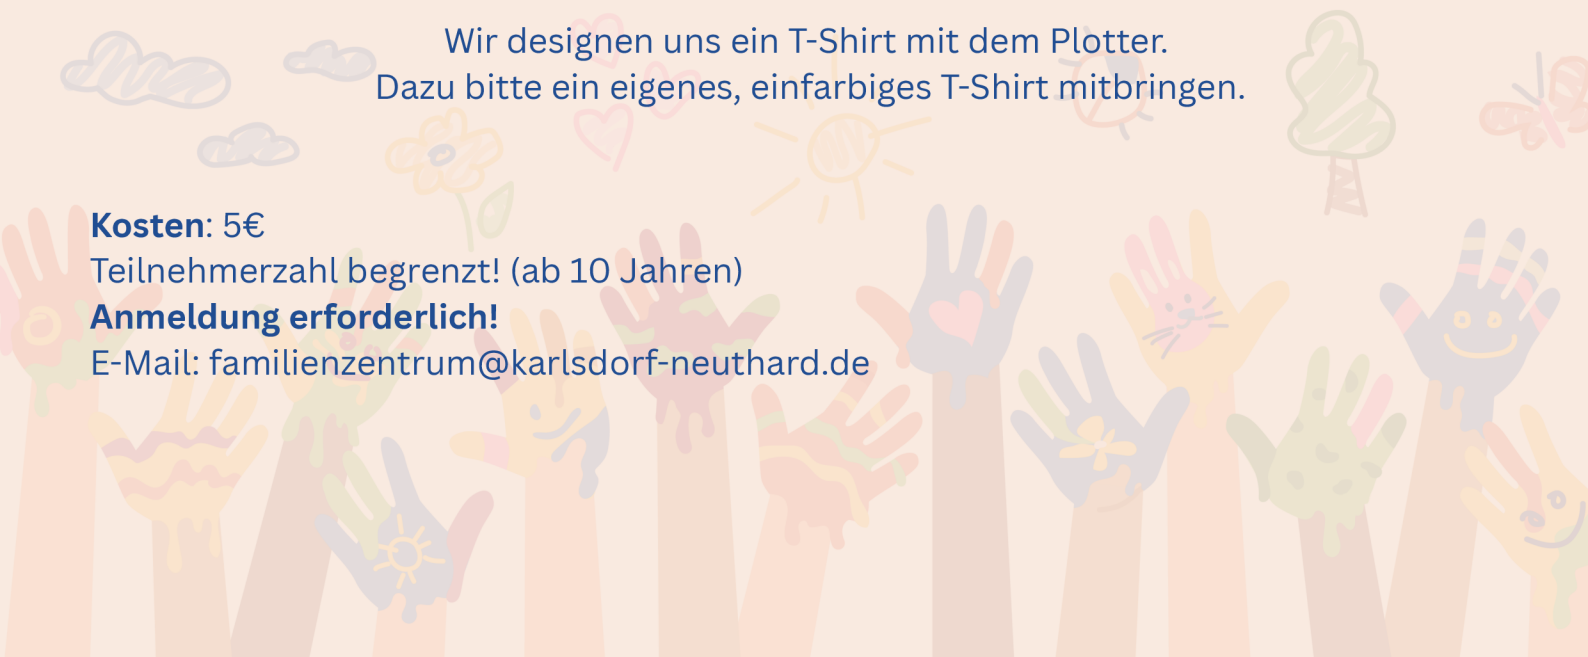 Wir designen uns ein T-Shirt mit dem Plotter.
Dazu bitte ein eigenes, einfarbiges T-Shirt mitbringen.
Kosten: 5€
Teilnehmerzahl begrenzt! (ab 10 Jahren)
Anmeldung erforderlich!
E-Mail: familienzentrum@karlsdorf-neuthard.de